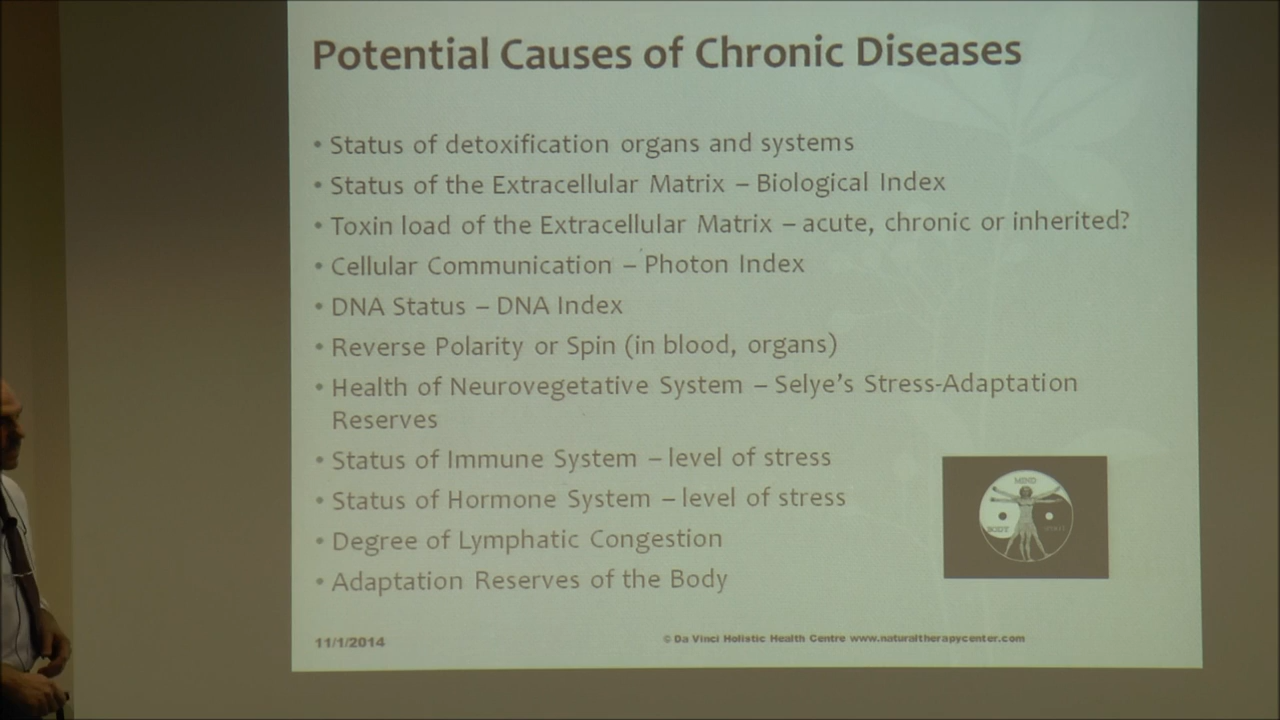 Potential Causes of Chronic Diseases
• Status of detoxification organs and systems
• Status of the Extracellular Matrix – Biological Index
• Toxin load of the Extracellular Matrix – acute, chronic or inherited?
• Cellular Communication – Photon Index
• DNA Status – DNA Index
• Reverse Polarity or Spin (in blood, organs)
• Health of Neurovegetative System – Selye's Stress-Adaptation
Reserves
• Status of Immune System – level of stress
• Status of Hormone System – level of stress
• Degree of Lymphatic Congestion
• Adaptation Reserves of the Body
MIND
BODY
11/1/2014
© Da Vinci Holistic Health Centre www.naturaltherapycenter.com